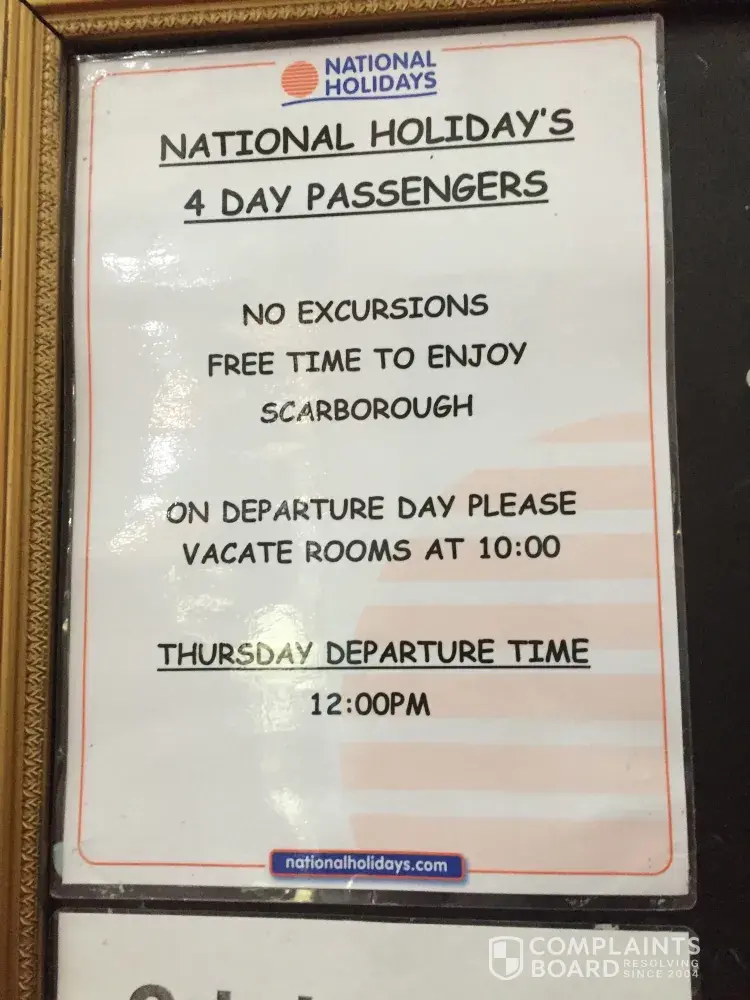 NATIONAL
HOLIDAYS
NATIONAL HOLIDAY'S
4 DAY PASSENGERS
NO EXCURSIONS
FREE TIME TO ENJOY
SCARBOROUGH
ON DEPARTURE DAY PLEASE
VACATE ROOMS AT 10:00
THURSDAY DEPARTURE TIME
12:00PM
nationalholidays.com
COMPLAINTS
BOARD RESOLVING
SINCE 2004